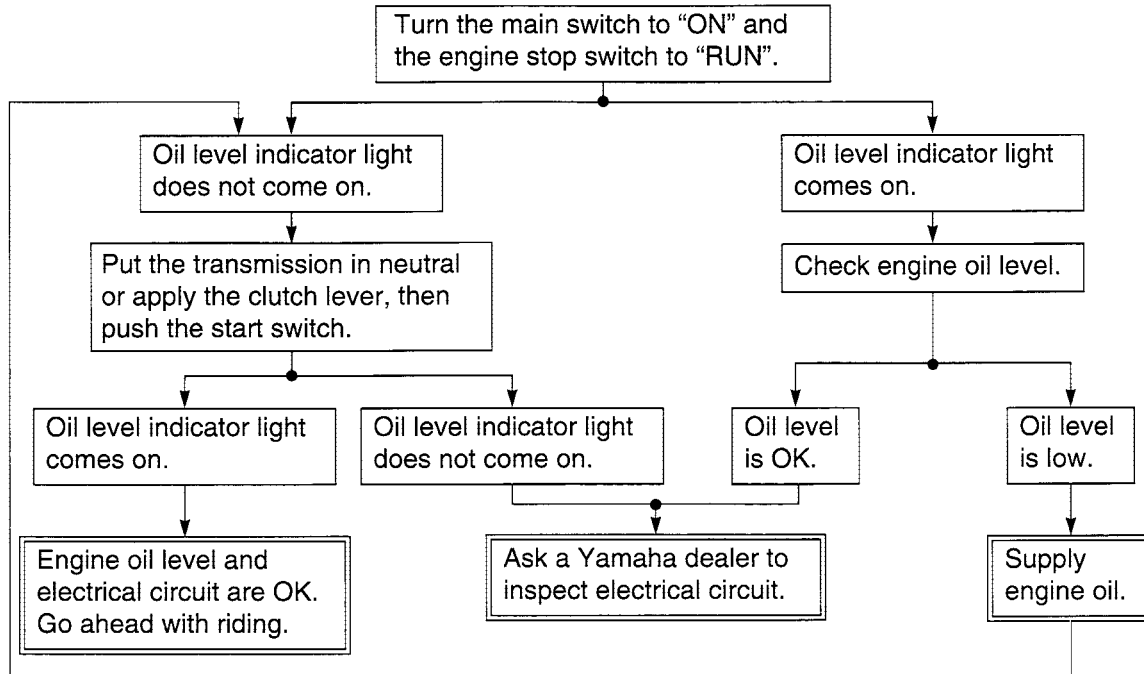 Turn the main switch to “ON” and
the engine stop switch to “RUN”.
Oil level indicator light
does not come on.
Oil level indicator light
comes on.
Put the transmission in neutral
or apply the clutch lever, then
push the start switch.
Check engine oil level.
Oil level indicator light
comes on.
Oil level indicator light
does not come on.
Oil level
is OK.
Oil level
is low.
Engine oil level and
electrical circuit are OK.
Go ahead with riding.
Ask a Yamaha dealer to
inspect electrical circuit.
Supply
engine oil.